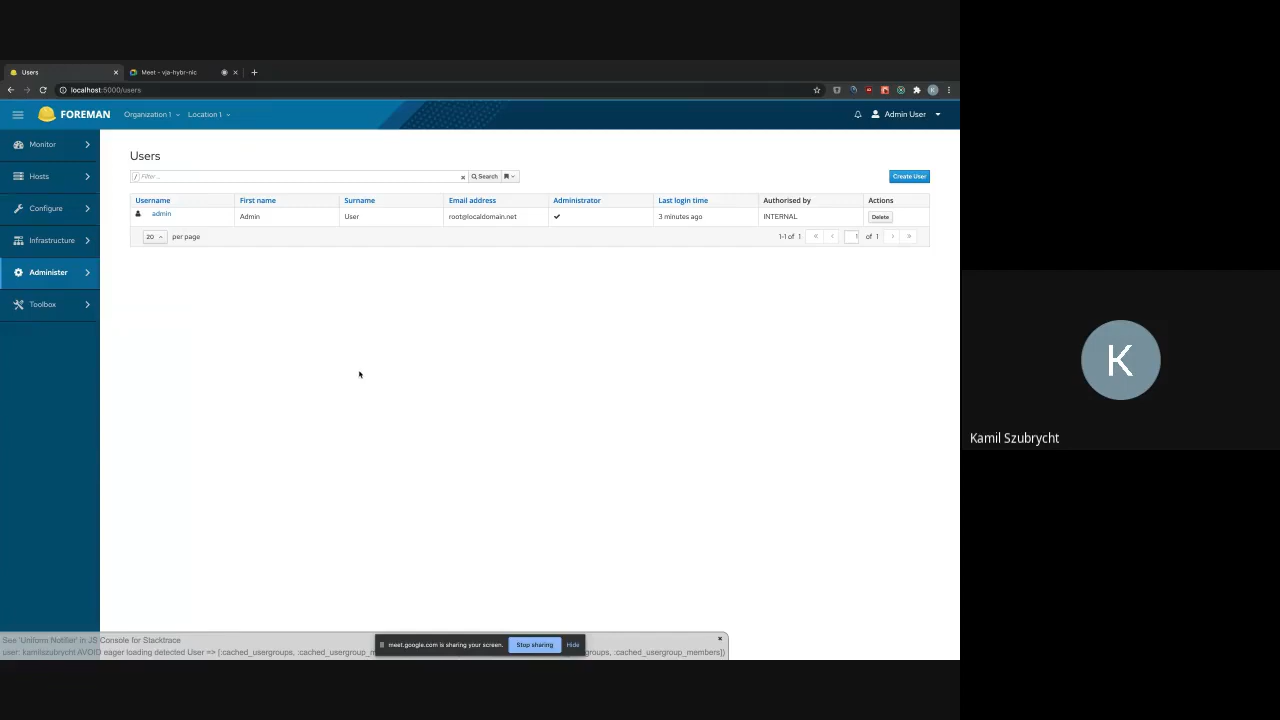 Users
Meet - vja-hybr-nic
localhost:5000/users
K
FOREMAN
Organization 1
Location 1
Admin User
Monitor
Hosts
Configure
Infrastructure
Administer
Toolbox
Users
/ Filter ...
Search
Create User
Username
First name
Surname
Email address
Administrator
Last login time
Authorised by
Actions
admin
Admin
User
root@localdomain.net
3 minutes ago
INTERNAL
Delete
20
per page
1-1 of 1
1
of 1
K
Kamil Szubrycht
See 'Uniform Notifier' in JS Console for Stacktrace
user: kamilszubrycht AVOID eager loading detected User => [:cached_usergroups, :cached_usergroup_m
groups, :cached_usergroup_members])
meet.google.com is sharing your screen.
Stop sharing
Hide